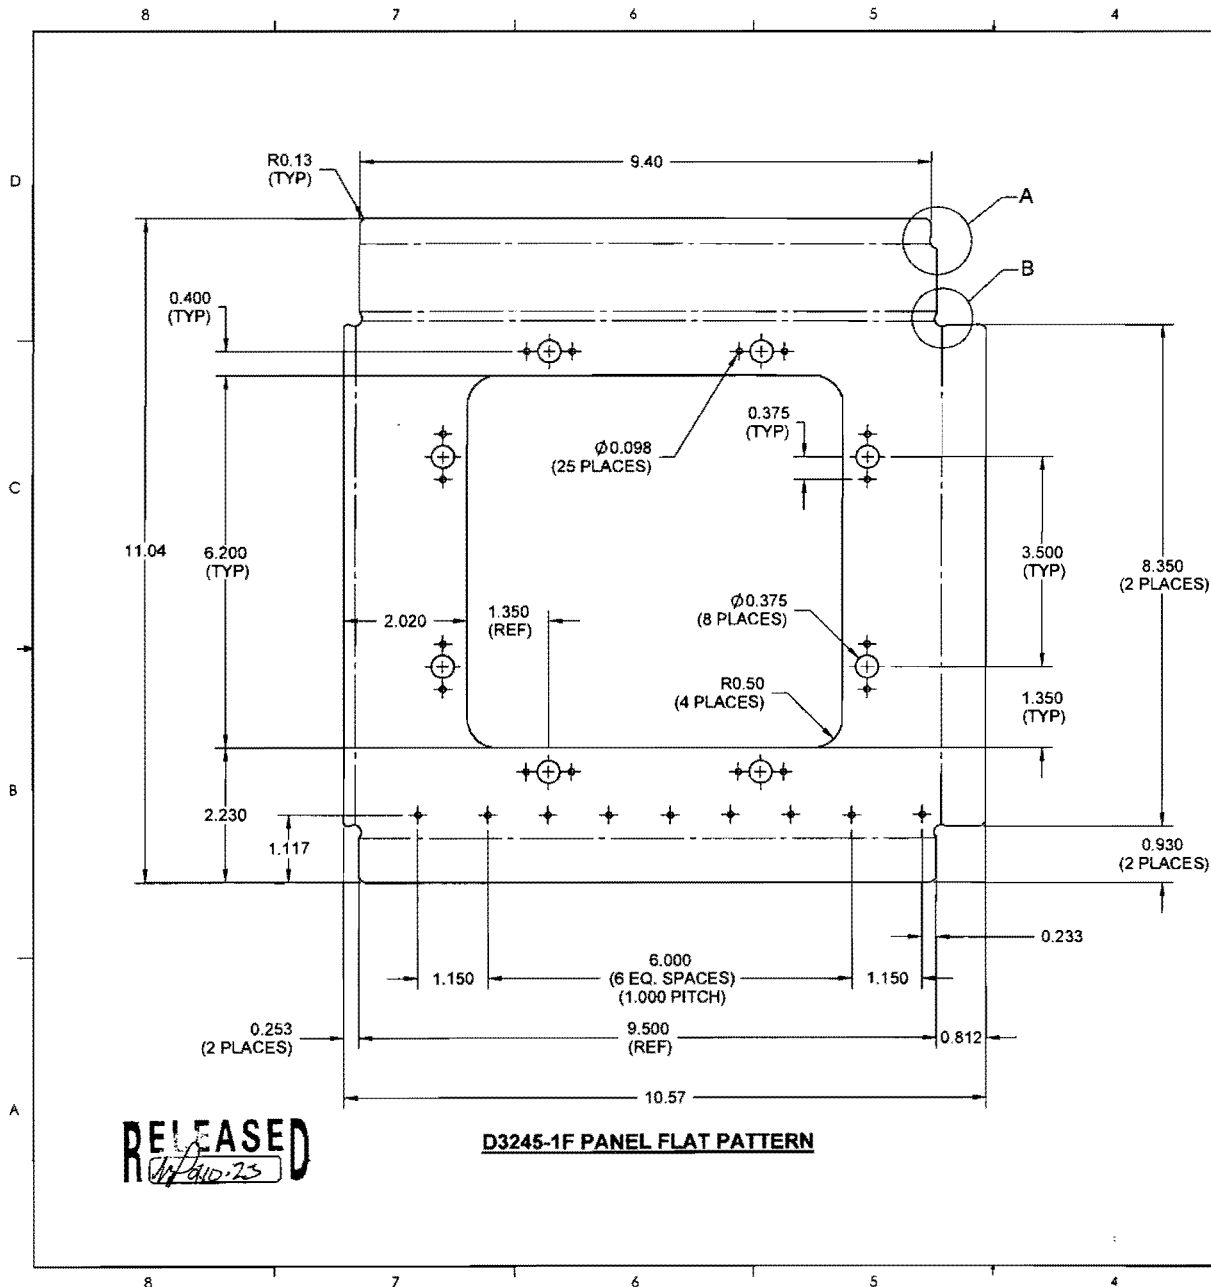 8 7 6 5 4
D
C
B
A
9.40
R0.13
(TYP)
A
B
0.400
(TYP)
0.375
(TYP)
Ø0.098
(25 PLACES)
11.04
6.200
(TYP)
3.500
(TYP)
8.350
(2 PLACES)
2.020
1.350
(REF)
Ø0.375
(8 PLACES)
R0.50
(4 PLACES)
1.350
(TYP)
2.230
1.117
0.930
(2 PLACES)
0.233
1.150
6.000
(6 EQ. SPACES)
(1.000 PITCH)
1.150
0.253
(2 PLACES)
9.500
(REF)
0.812
10.57
RELEASED
D3245-1F PANEL FLAT PATTERN
8 7 6 5 4